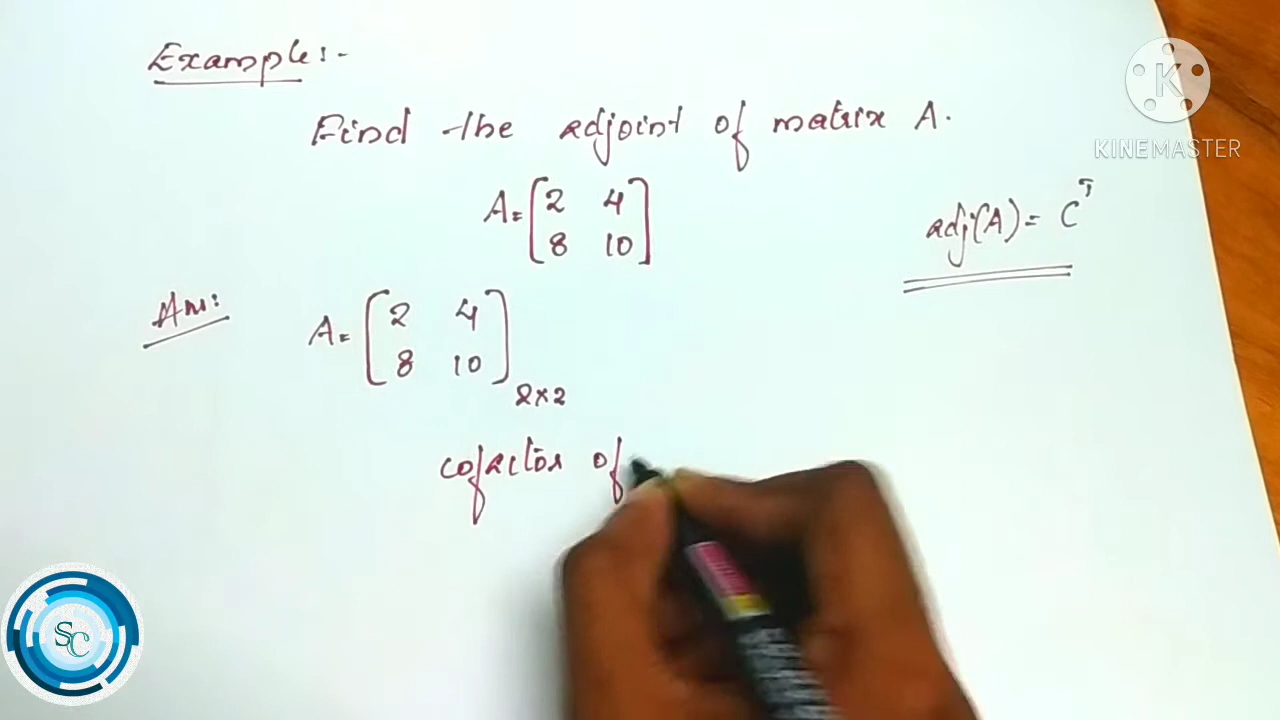 Example:-
Find the adjoint of matrix A.
A = [2 4
8 10]
adj(A) = C^T
Ans:
A = [2 4
8 10] 2×2
cofactor of
K
KINEMASTER
SC